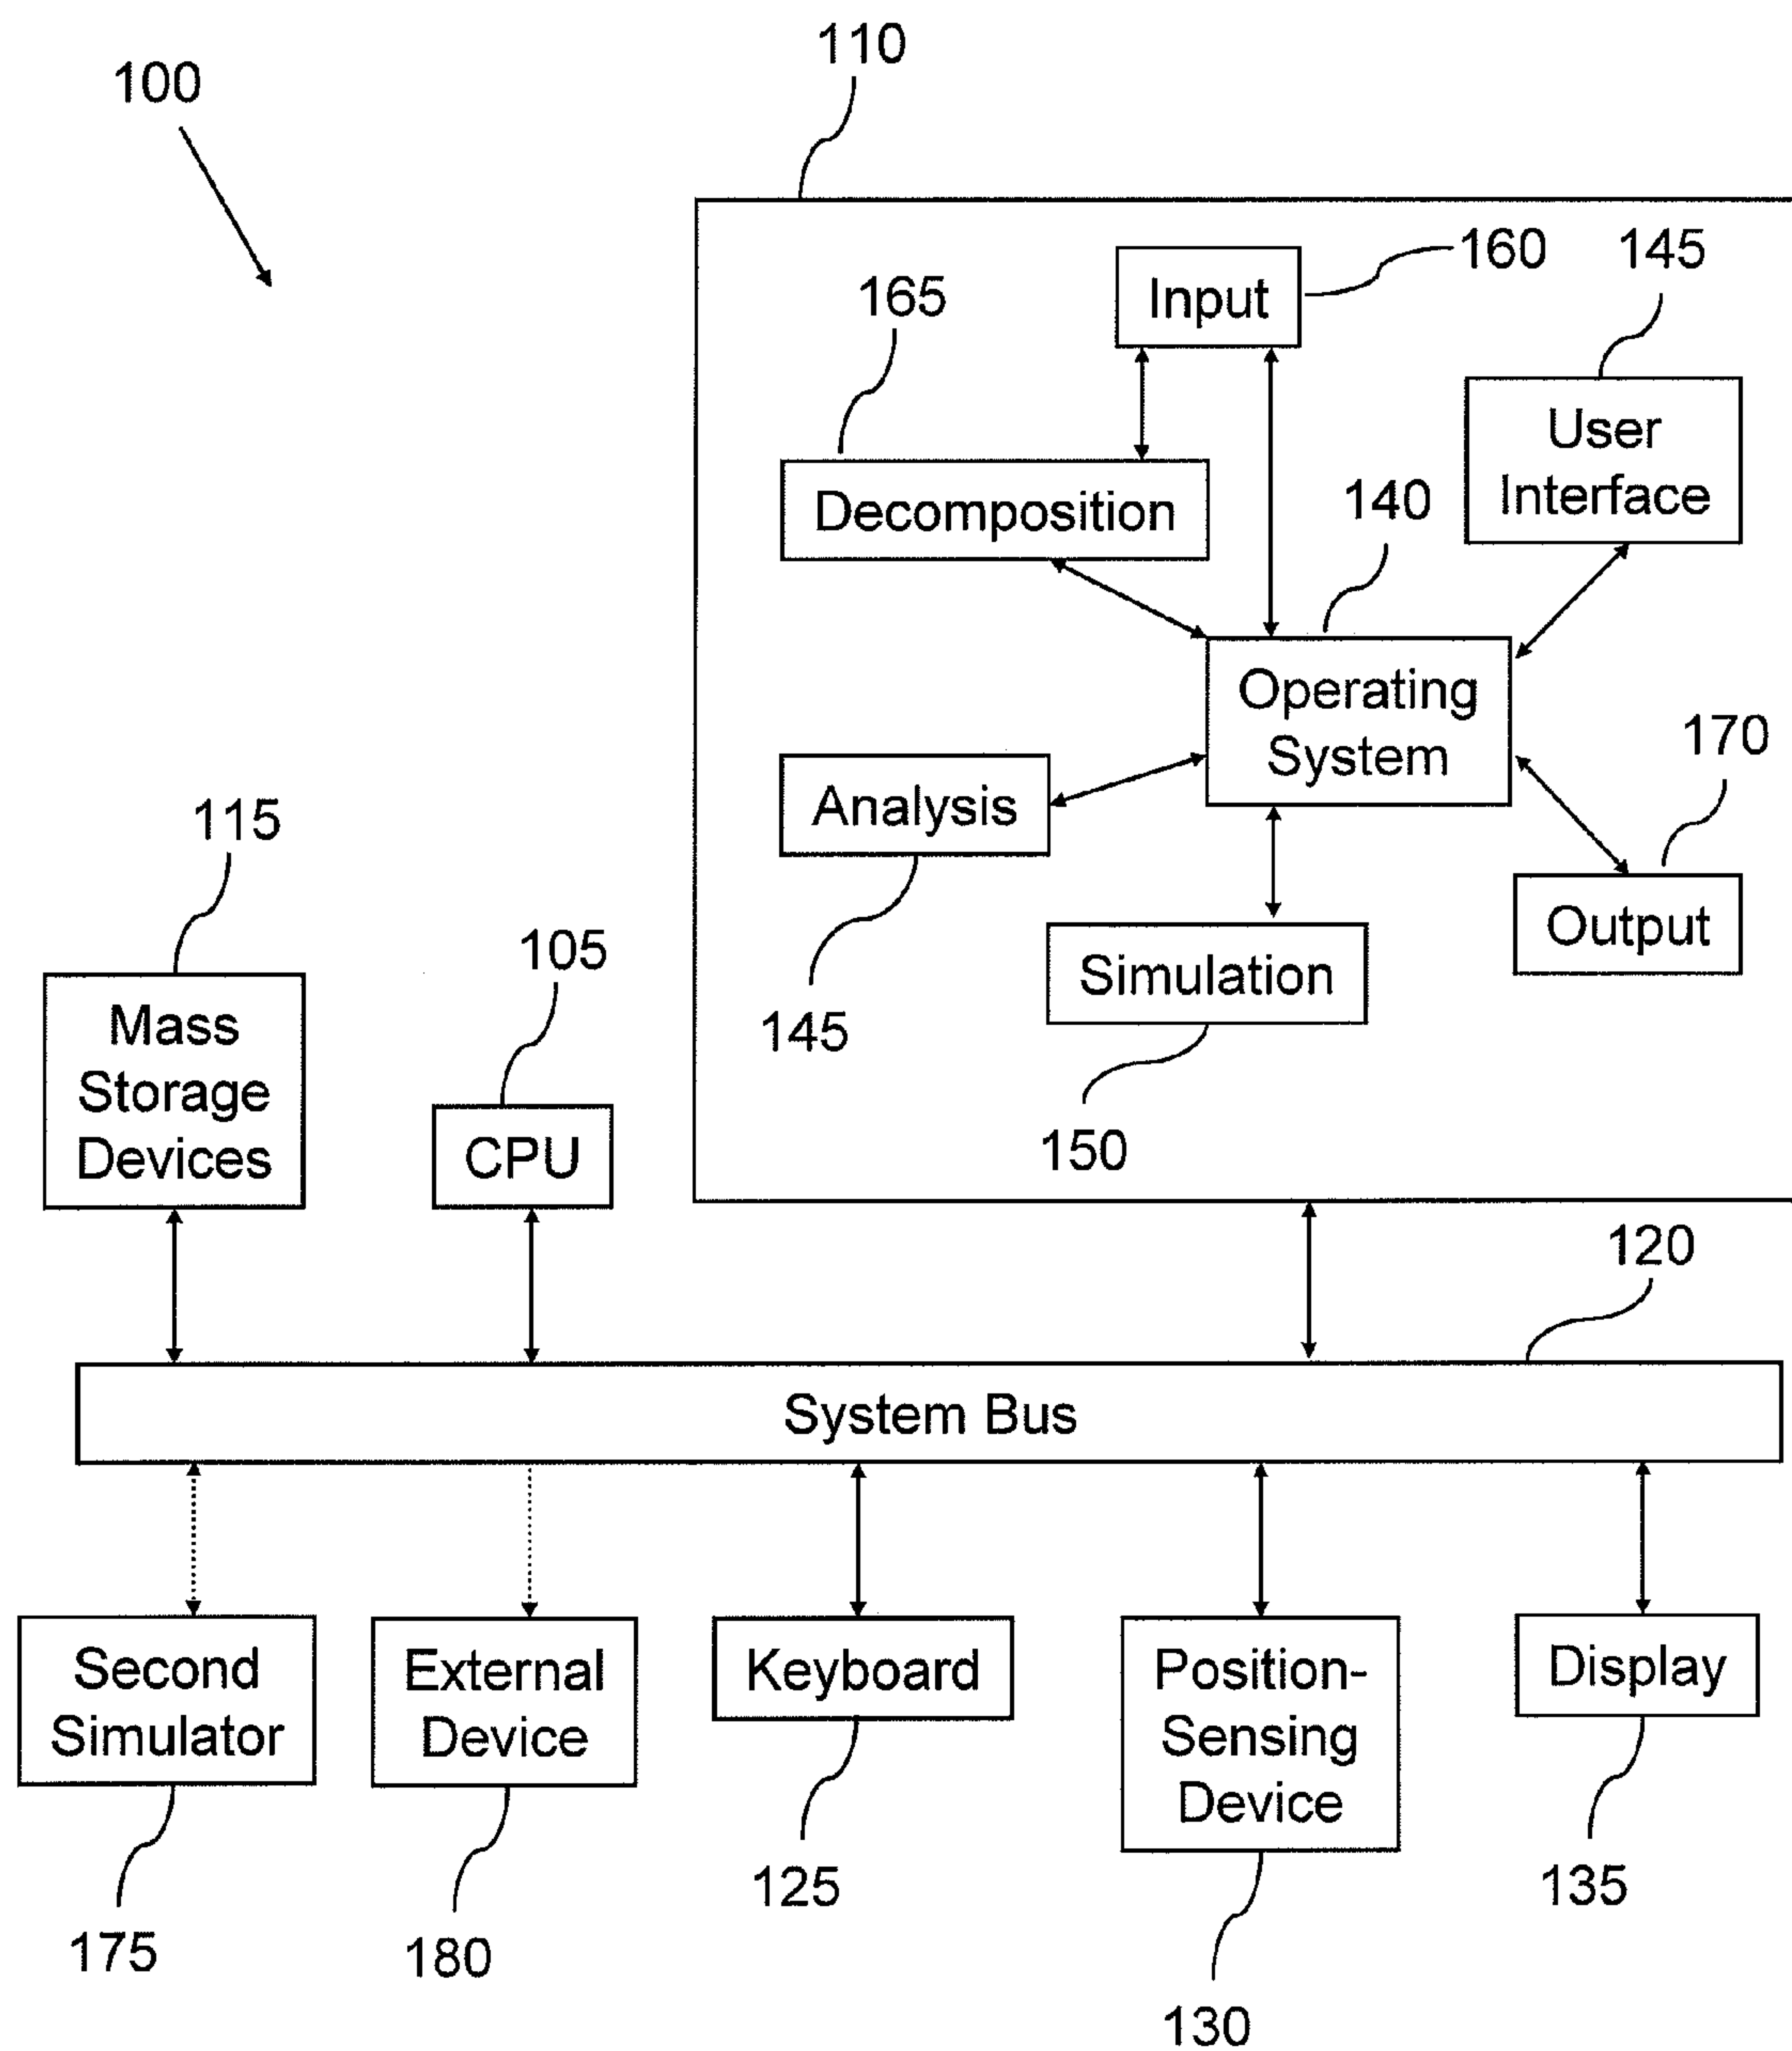 110
100
160
145
165
Input
User
Interface
Decomposition
140
Operating
System
170
Analysis
115
Output
105
Simulation
145
Mass
Storage
Devices
CPU
150
120
System Bus
Second
Simulator
External
Device
Keyboard
Position-
Sensing
Device
Display
125
135
175
180
130